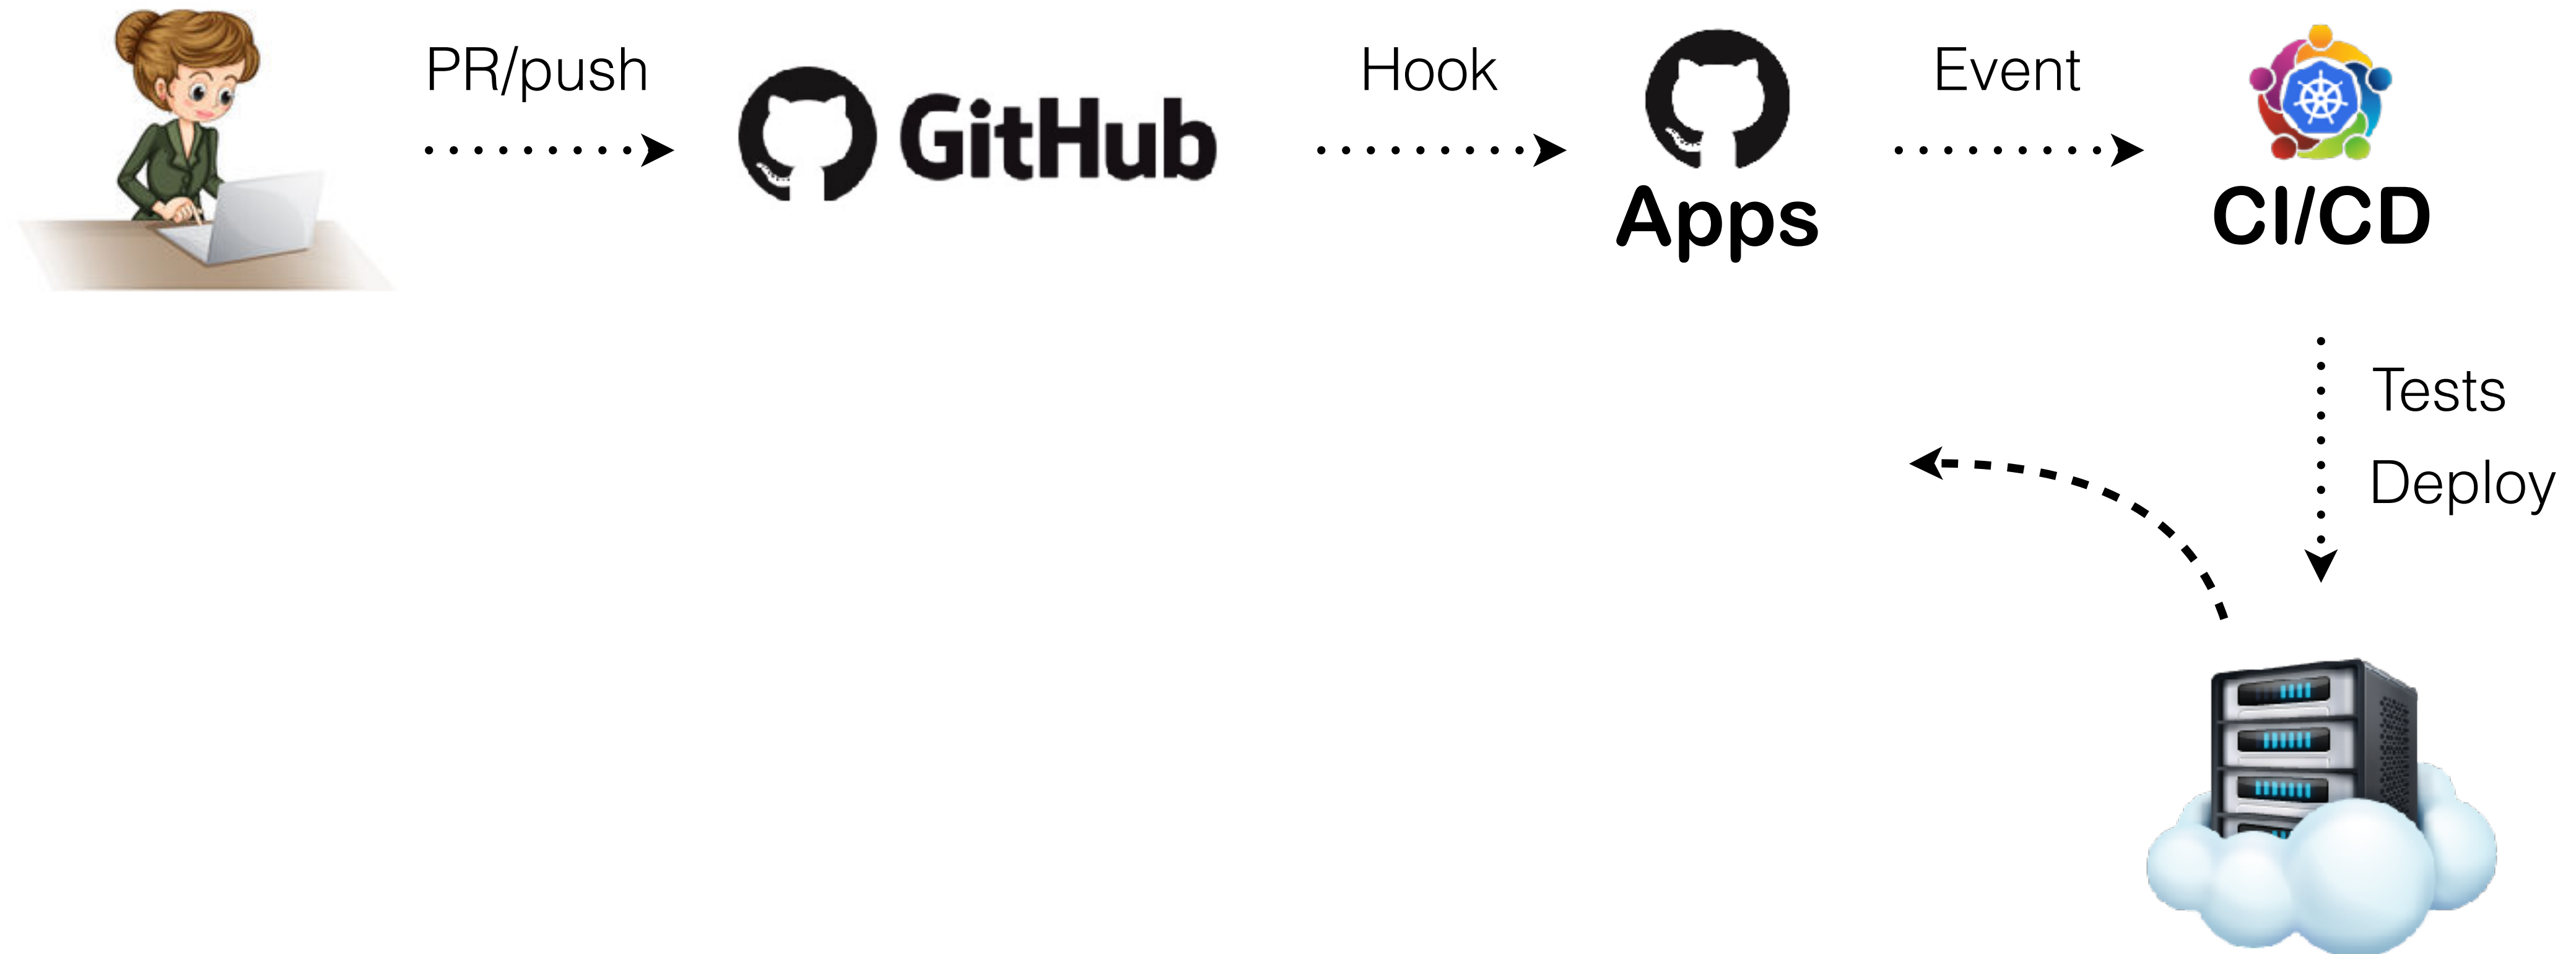 PR/push
GitHub
Hook
Apps
Event
CI/CD
Tests
Deploy